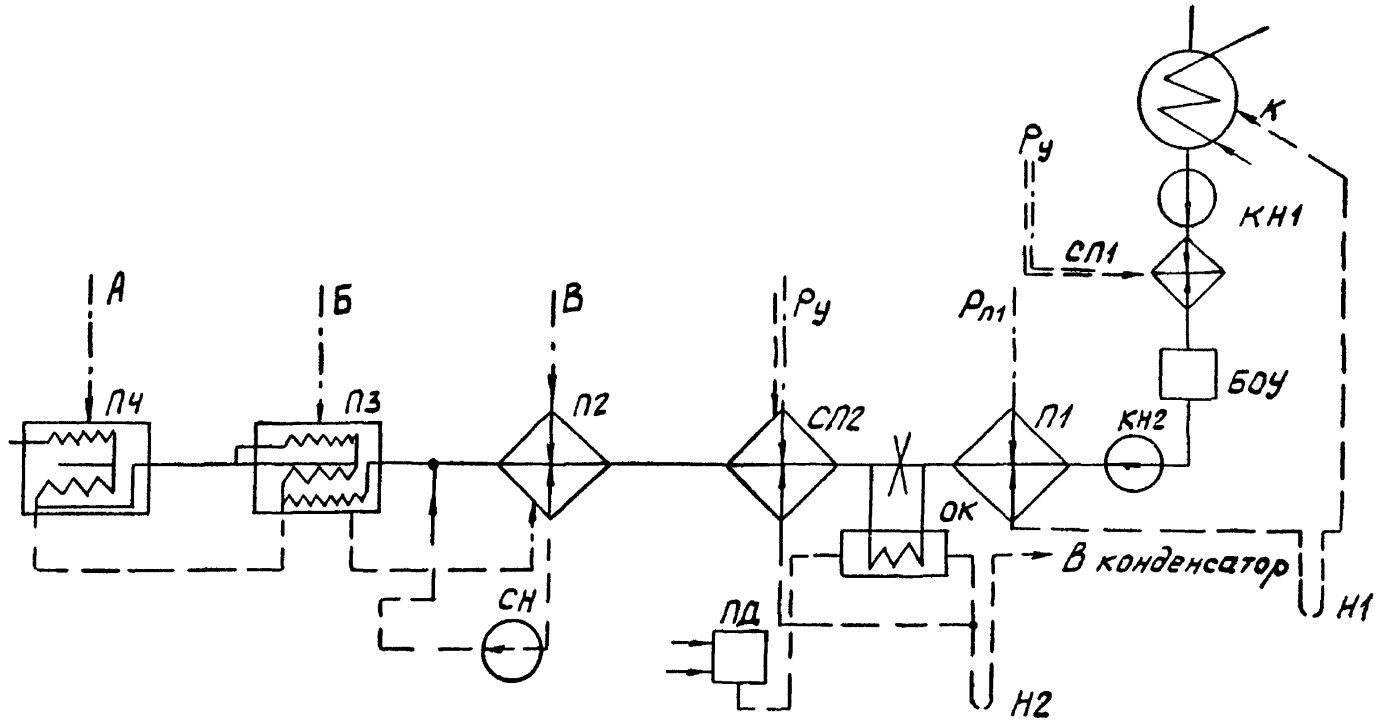 К
Ру
КН1
СП1
А
Б
В
Ру
Рп1
БОУ
П4
П3
П2
СП2
П1
КН2
ОК
В конденсатор
СН
ПД
Н1
Н2